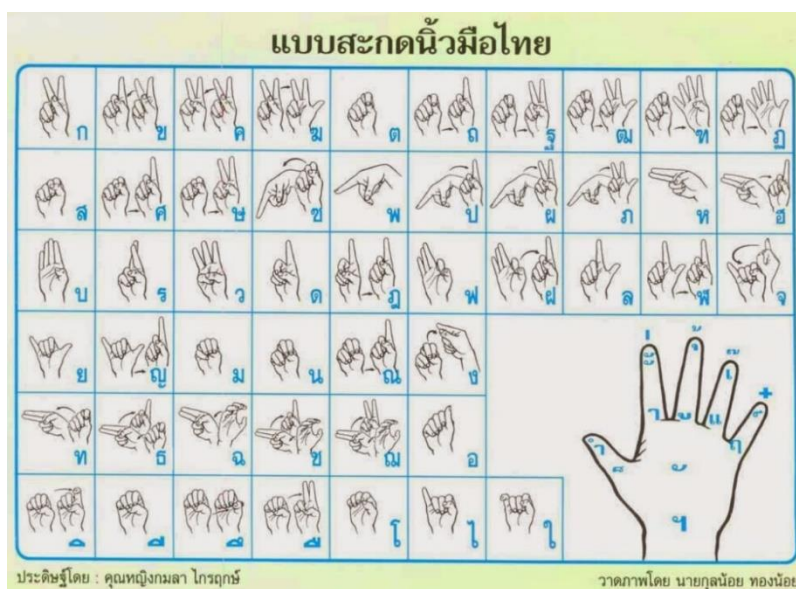 แบบสะกดนิ้วมือไทย
ก ข ค ฆ ต ถ ฐ ฒ ฑ ฏ
ส ศ ษ ซ พ ป ผ ภ ห ฮ
บ ร ว ด ฎ ฟ ฝ ล ฬ จ
ย ญ ม น ณ ง
ท ธ ฉ ช ฌ อ
โ ไ ใ
ฤ
ฯ
ประดิษฐ์โดย : คุณหญิงกมลา ไกรฤกษ์
วาดภาพโดย นายกูลน้อย ทองน้อย